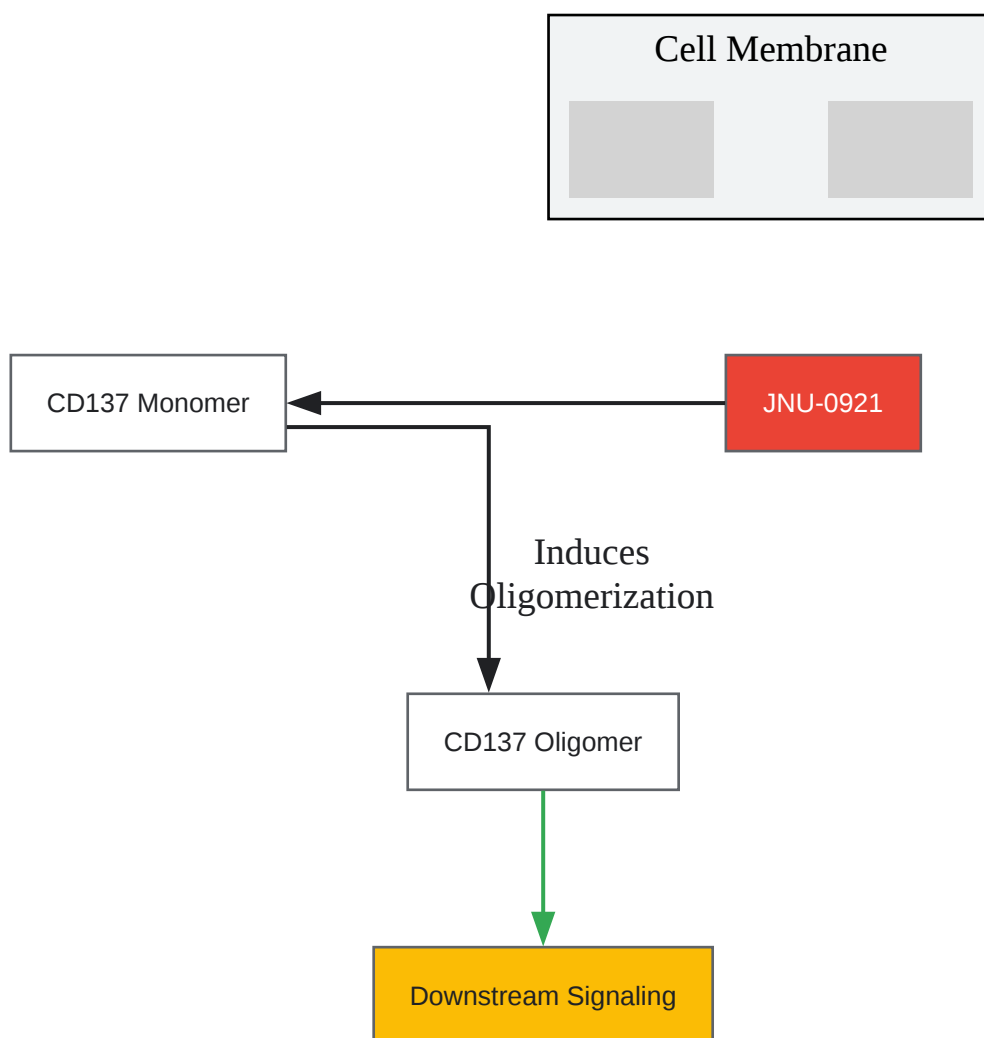 Cell Membrane
CD137 Monomer
JNU-0921
Induces
Oligomerization
CD137 Oligomer
Downstream Signaling